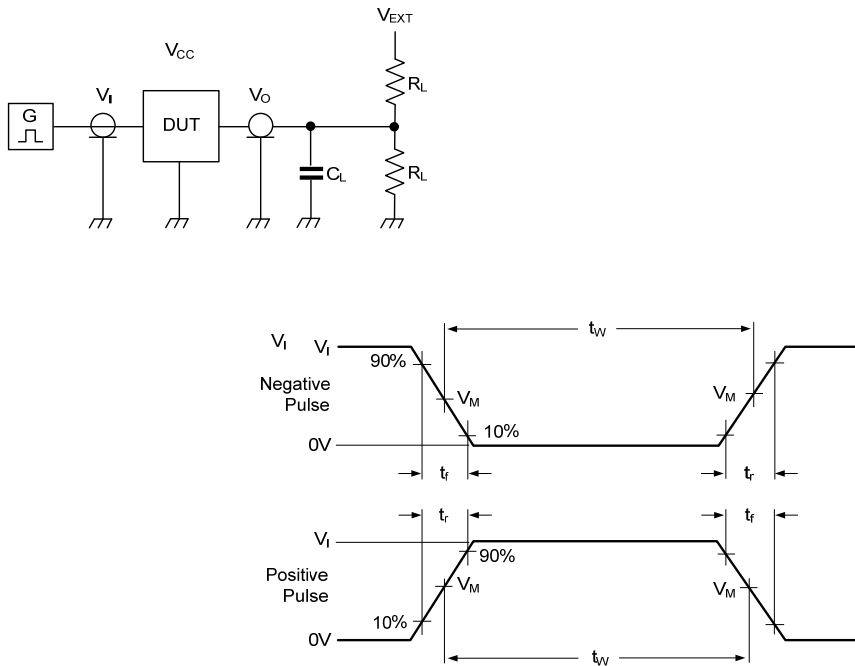 VEXT
VCC
RL
VI
VO
G
DUT
CL
RL
tW
VI VI
90%
Negative
Pulse
VM
VM
10%
0V
tf
tr
tr
tf
VI
90%
Positive
Pulse
VM
VM
10%
0V
tW